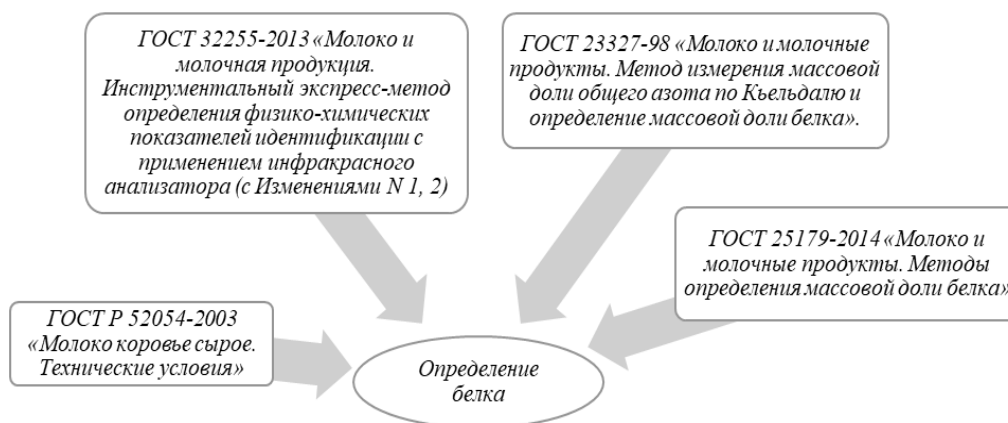 ГОСТ 32255-2013 «Молоко и
молочная продукция.
Инструментальный экспресс-метод
определения физико-химических
показателей идентификации с
применением инфракрасного
анализатора (с Изменениями N 1, 2)
ГОСТ 23327-98 «Молоко и молочные
продукты. Метод измерения массовой
доли общего азота по Кьельдалю и
определение массовой доли белка».
ГОСТ 25179-2014 «Молоко и
молочные продукты. Методы
определения массовой доли белка»
ГОСТ Р 52054-2003
«Молоко коровье сырое.
Технические условия»
Определение
белка